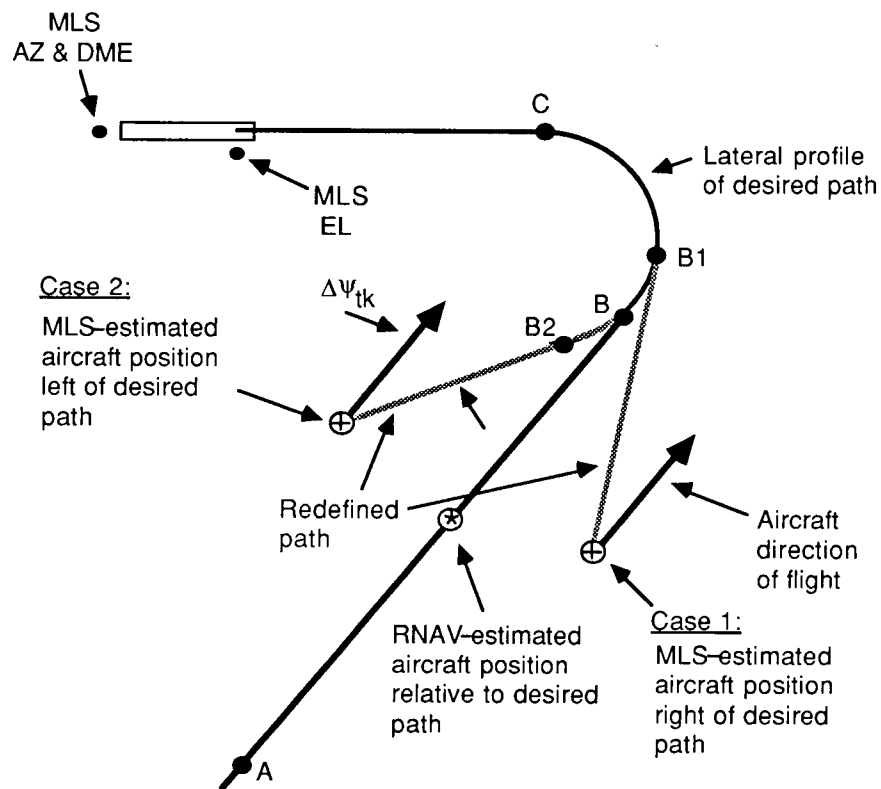 MLS
AZ & DME
C
Lateral profile
of desired path
MLS
EL
B1
Case 2:
MLS–estimated
aircraft position
left of desired
path
ΔΨtk
B
B2
Redefined
path
Aircraft
direction
of flight
RNAV–estimated
aircraft position
relative to desired
path
Case 1:
MLS–estimated
aircraft position
right of desired
path
A